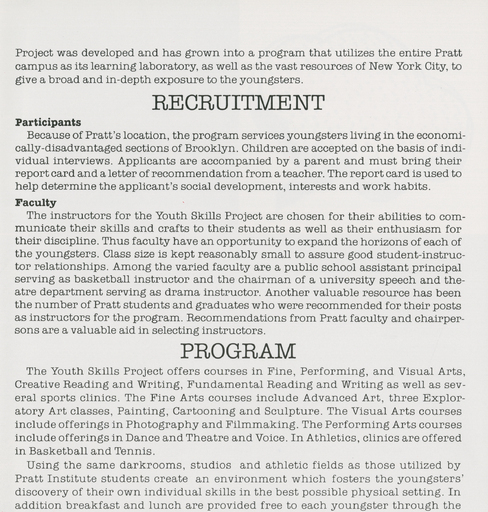 Project was developed and has grown into a program that utilizes the entire Pratt
campus as its learning laboratory, as well as the vast resources of New York City, to
give a broad and in-depth exposure to the youngsters.
RECRUITMENT
Participants
Because of Pratt's location, the program services youngsters living in the economi-
cally-disadvantaged sections of Brooklyn. Children are accepted on the basis of indi-
vidual interviews. Applicants are accompanied by a parent and must bring their
report card and a letter of recommendation from a teacher. The report card is used to
help determine the applicant's social development, interests and work habits.
Faculty
The instructors for the Youth Skills Project are chosen for their abilities to com-
municate their skills and crafts to their students as well as their enthusiasm for
their discipline. Thus faculty have an opportunity to expand the horizons of each of
the youngsters. Class size is kept reasonably small to assure good student-instruc-
tor relationships. Among the varied faculty are a public school assistant principal
serving as basketball instructor and the chairman of a university speech and the-
atre department serving as drama instructor. Another valuable resource has been
the number of Pratt students and graduates who were recommended for their posts
as instructors for the program. Recommendations from Pratt faculty and chairper-
sons are a valuable aid in selecting instructors.
PROGRAM
The Youth Skills Project offers courses in Fine, Performing, and Visual Arts,
Creative Reading and Writing, Fundamental Reading and Writing as well as sev-
eral sports clinics. The Fine Arts courses include Advanced Art, three Explor-
atory Art classes, Painting, Cartooning and Sculpture. The Visual Arts courses
include offerings in Photography and Filmmaking. The Performing Arts courses
include offerings in Dance and Theatre and Voice. In Athletics, clinics are offered
in Basketball and Tennis.
Using the same darkrooms, studios and athletic fields as those utilized by
Pratt Institute students create an environment which fosters the youngsters'
discovery of their own individual skills in the best possible physical setting. In
addition breakfast and lunch are provided free to each youngster through the